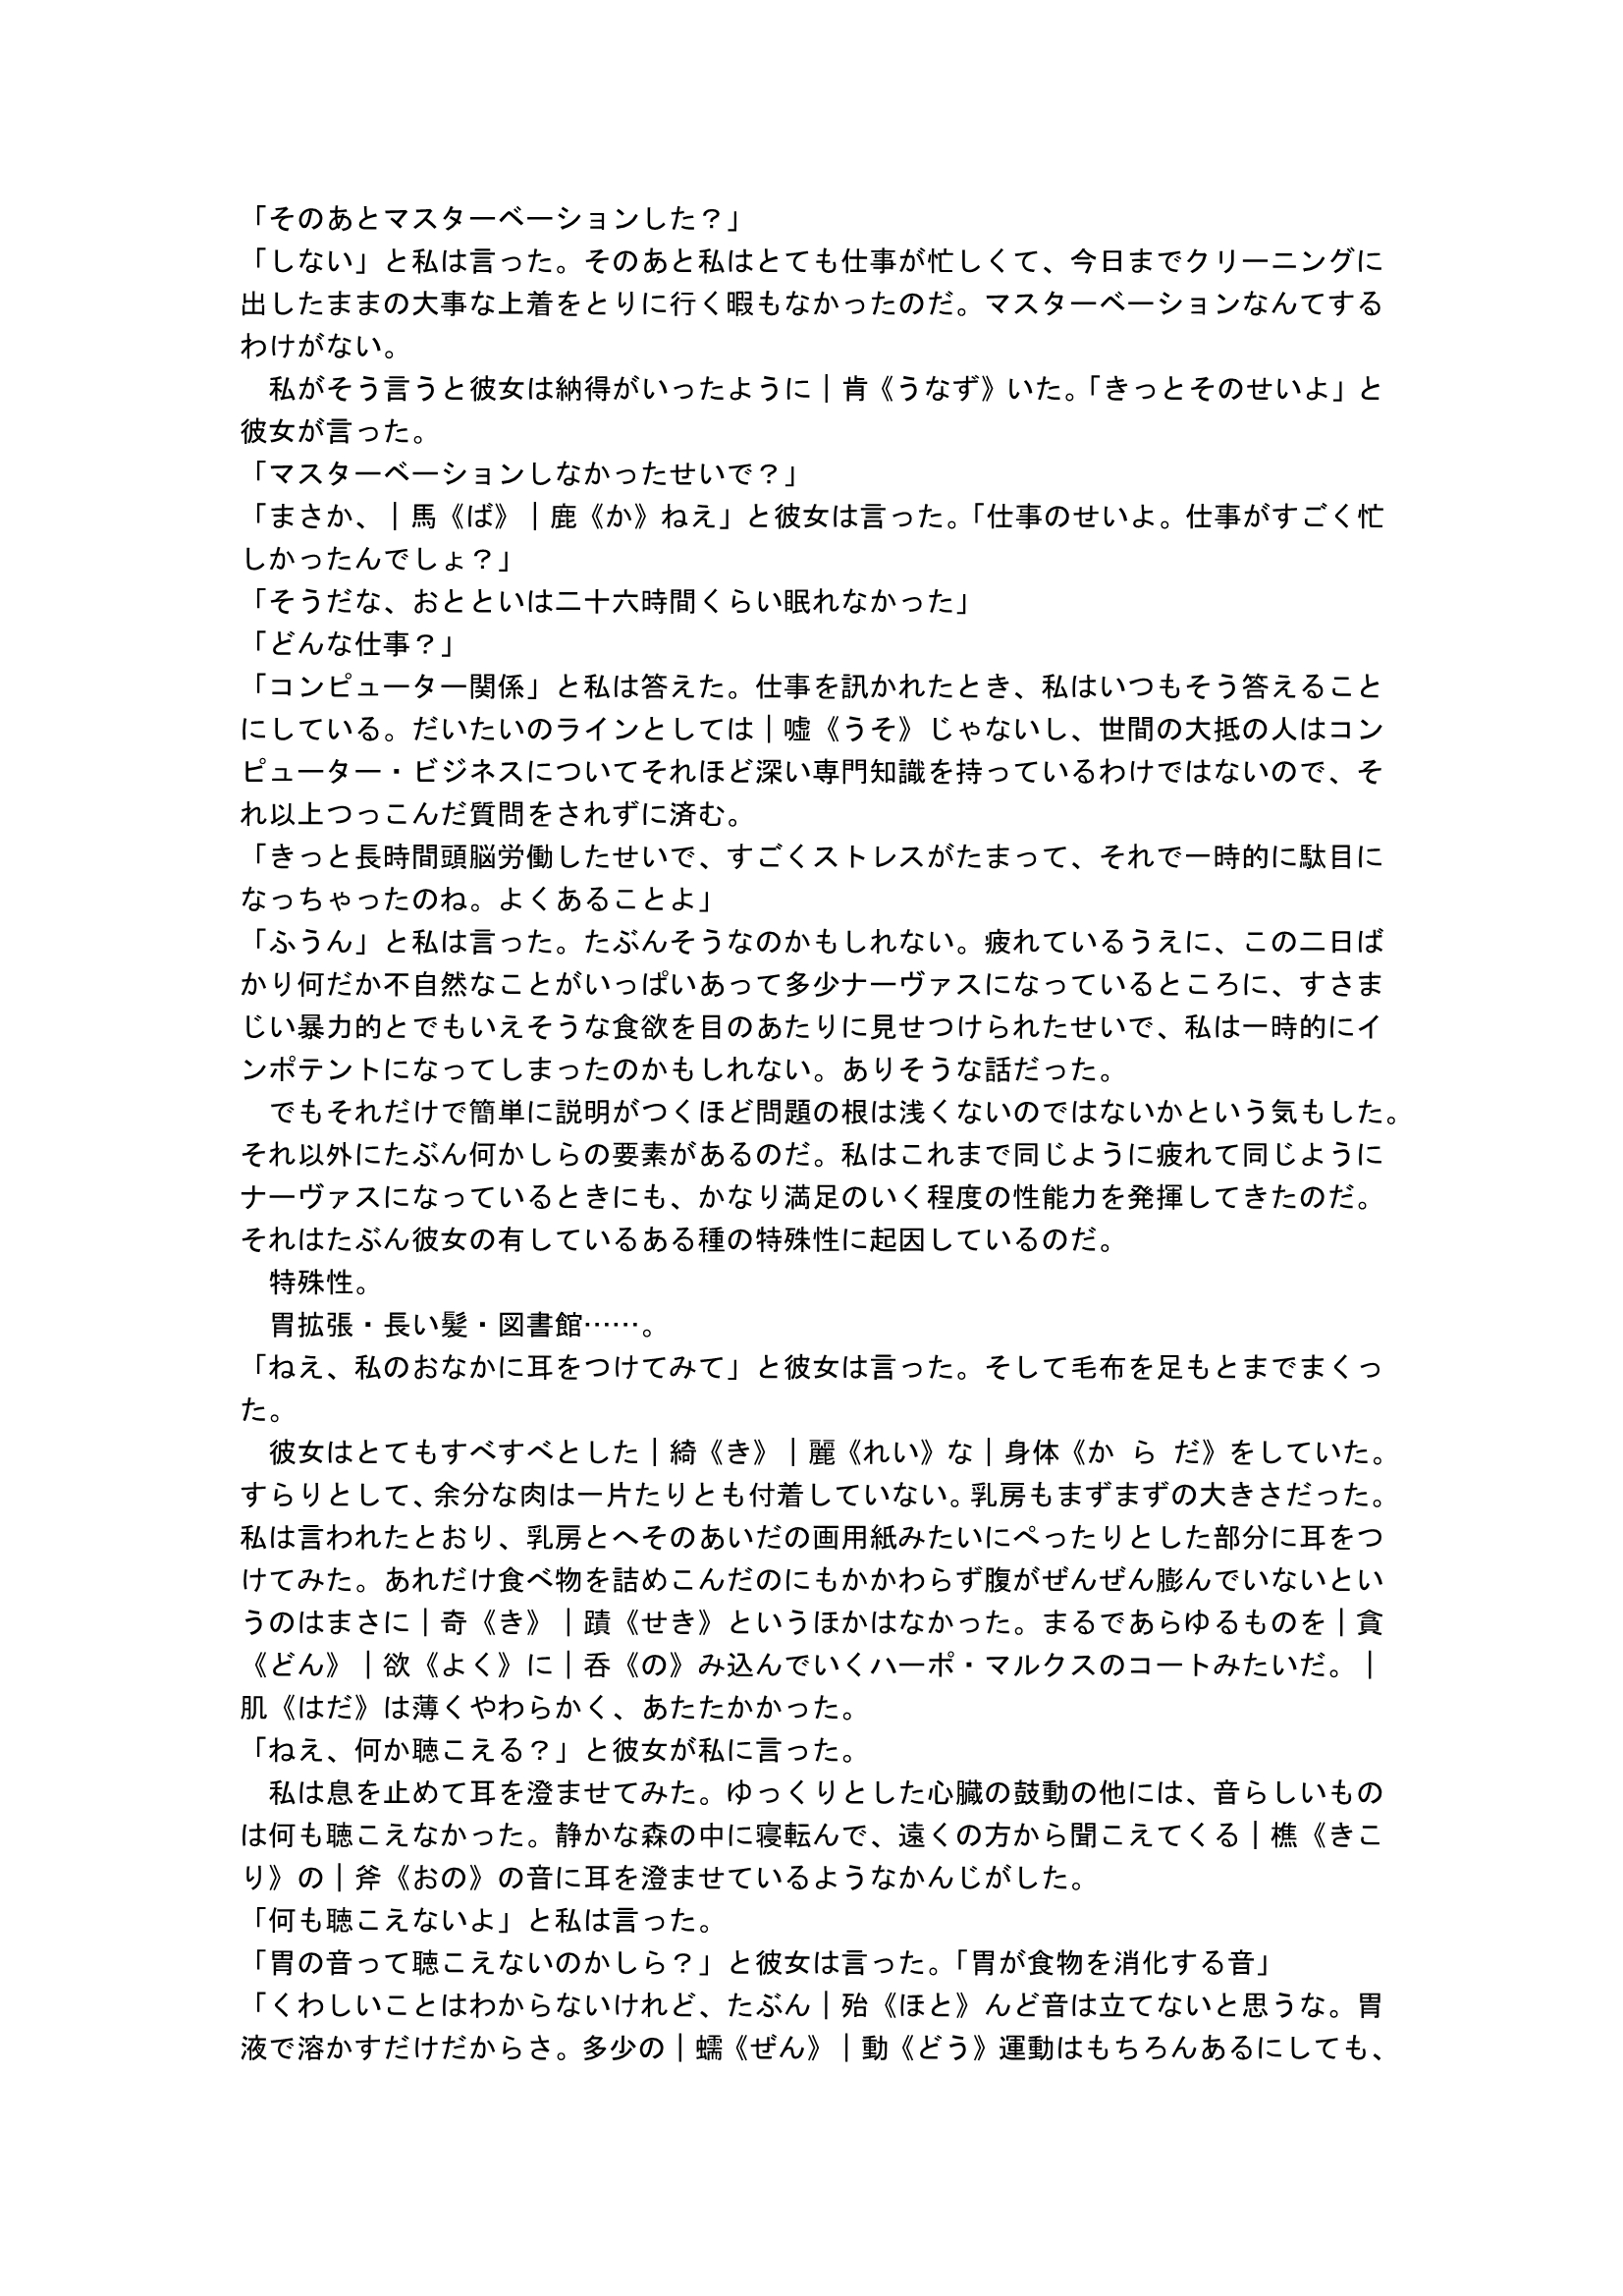 「そのあとマスターベーションした？」
「しない」と私は言った。そのあと私はとても仕事が忙しくて、今日までクリーニングに
出したままの大事な上着をとりに行く暇もなかったのだ。マスターベーションなんてする
わけがない。
　私がそう言うと彼女は納得がいったように｜肯《うなず》いた。「きっとそのせいよ」と
彼女が言った。
「マスターベーションしなかったせいで？」
「まさか、｜馬《ば》｜鹿《か》ねえ」と彼女は言った。「仕事のせいよ。仕事がすごく忙
しかったんでしょ？」
「そうだな、おとといは二十六時間くらい眠れなかった」
「どんな仕事？」
「コンピューター関係」と私は答えた。仕事を訊かれたとき、私はいつもそう答えること
にしている。だいたいのラインとしては｜嘘《うそ》じゃないし、世間の大抵の人はコン
ピューター・ビジネスについてそれほど深い専門知識を持っているわけではないので、そ
れ以上つっこんだ質問をされずに済む。
「きっと長時間頭脳労働したせいで、すごくストレスがたまって、それで一時的に駄目に
なっちゃったのね。よくあることよ」
「ふうん」と私は言った。たぶんそうなのかもしれない。疲れているうえに、この二日ば
かり何だか不自然なことがいっぱいあって多少ナーヴァスになっているところに、すさま
じい暴力的とでもいえそうな食欲を目のあたりに見せつけられたせいで、私は一時的にイ
ンポテントになってしまったのかもしれない。ありそうな話だった。
　でもそれだけで簡単に説明がつくほど問題の根は浅くないのではないかという気もした。
それ以外にたぶん何かしらの要素があるのだ。私はこれまで同じように疲れて同じように
ナーヴァスになっているときにも、かなり満足のいく程度の性能力を発揮してきたのだ。
それはたぶん彼女の有しているある種の特殊性に起因しているのだ。
　特殊性。
　胃拡張・長い髪・図書館……。
「ねえ、私のおなかに耳をつけてみて」と彼女は言った。そして毛布を足もとまでまくっ
た。
　彼女はとてもすべすべとした｜綺《き》｜麗《れい》な｜身体《か ら だ》をしていた。
すらりとして、余分な肉は一片たりとも付着していない。乳房もまずまずの大きさだった。
私は言われたとおり、乳房とへそのあいだの画用紙みたいにぺったりとした部分に耳をつ
けてみた。あれだけ食べ物を詰めこんだのにもかかわらず腹がぜんぜん膨んでいないとい
うのはまさに｜奇《き》｜蹟《せき》というほかはなかった。まるであらゆるものを｜貪
《どん》｜欲《よく》に｜呑《の》み込んでいくハーポ・マルクスのコートみたいだ。｜
肌《はだ》は薄くやわらかく、あたたかかった。
「ねえ、何か聴こえる？」と彼女が私に言った。
　私は息を止めて耳を澄ませてみた。ゆっくりとした心臓の鼓動の他には、音らしいもの
は何も聴こえなかった。静かな森の中に寝転んで、遠くの方から聞こえてくる｜樵《きこ
り》の｜斧《おの》の音に耳を澄ませているようなかんじがした。
「何も聴こえないよ」と私は言った。
「胃の音って聴こえないのかしら？」と彼女は言った。「胃が食物を消化する音」
「くわしいことはわからないけれど、たぶん｜殆《ほと》んど音は立てないと思うな。胃
液で溶かすだけだからさ。多少の｜蠕《ぜん》｜動《どう》運動はもちろんあるにしても、